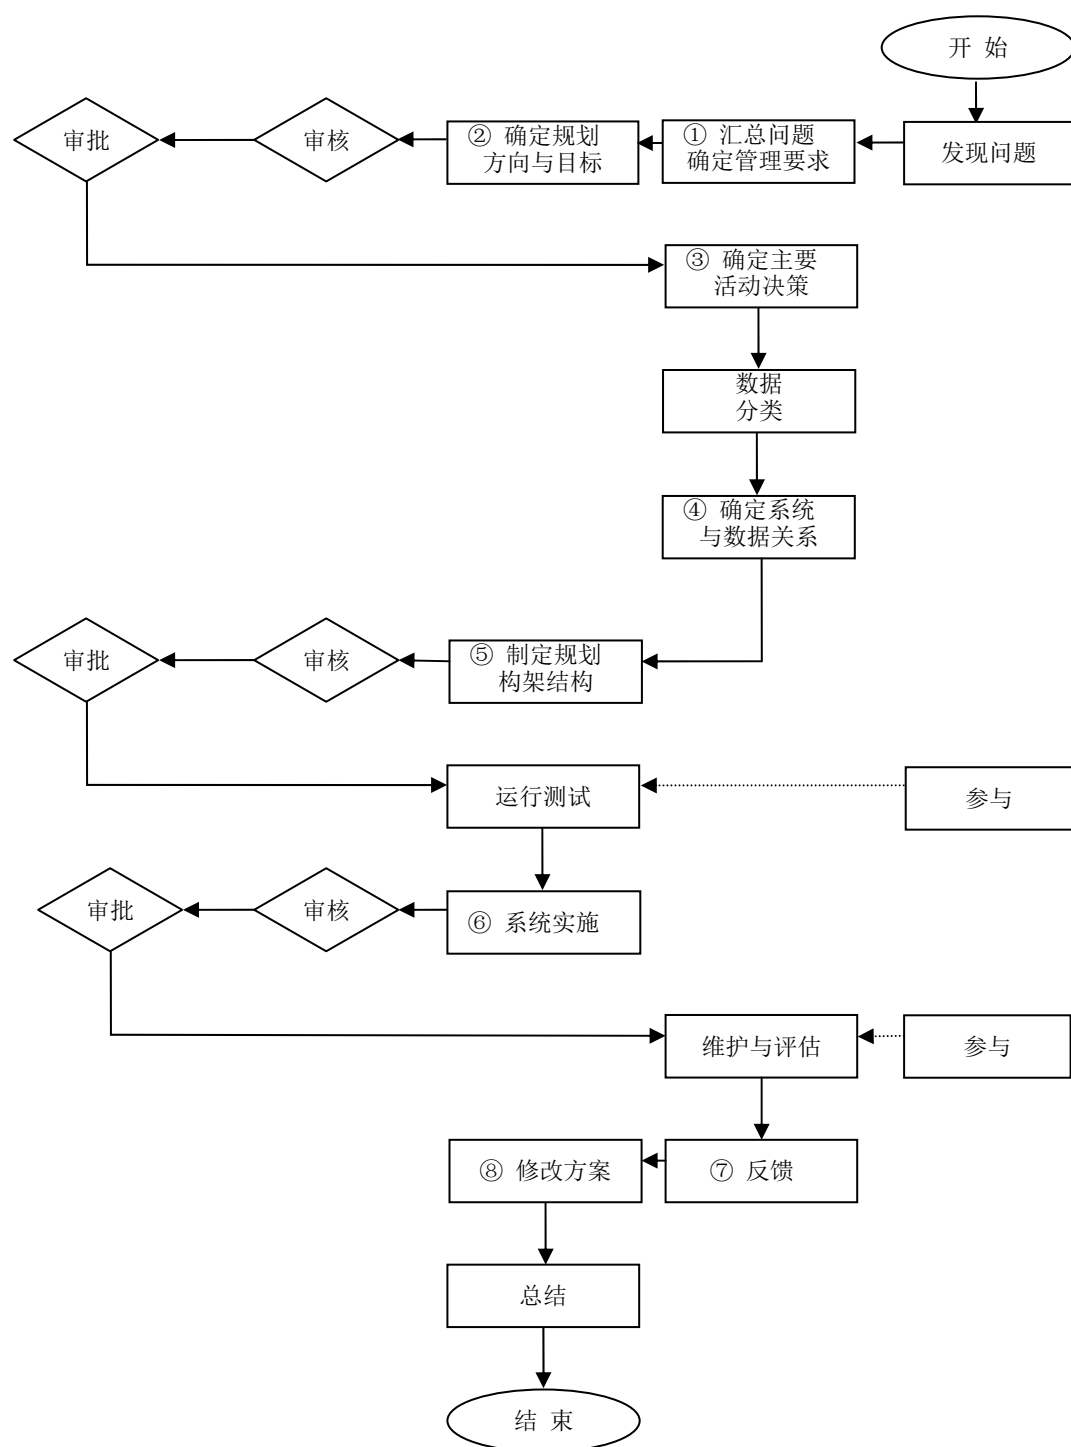 开 始
审批
审核
② 确定规划
方向与目标
① 汇总问题
确定管理要求
发现问题
③ 确定主要
活动决策
数据
分类
④ 确定系统
与数据关系
审批
审核
⑤ 制定规划
构架结构
运行测试
参与
审批
审核
⑥ 系统实施
维护与评估
参与
⑧ 修改方案
⑦ 反馈
总结
结 束